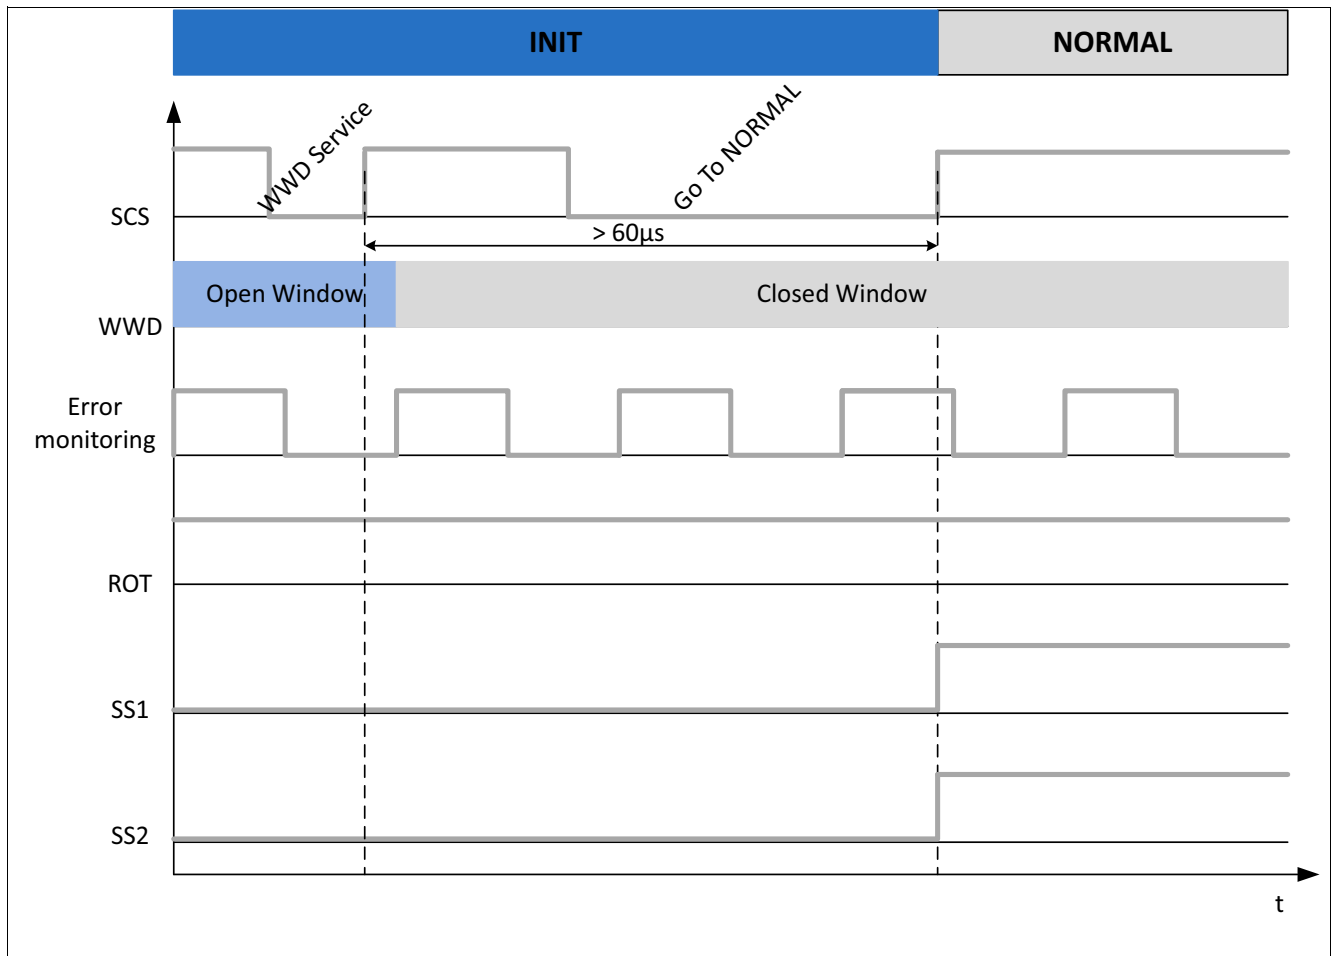 INIT
NORMAL
WWD Service
Go To NORMAL
SCS
> 60µs
Open Window
Closed Window
WWD
Error
monitoring
ROT
SS1
SS2
t